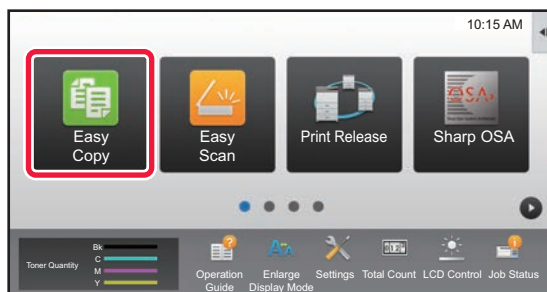 10:15 AM
Easy
Copy
Easy
Scan
Print Release
Sharp OSA
OSA
Toner Quantity
Bk
C
M
Y
Operation
Guide
Enlarge
Display Mode
Settings
Total Count
LCD Control
Job Status